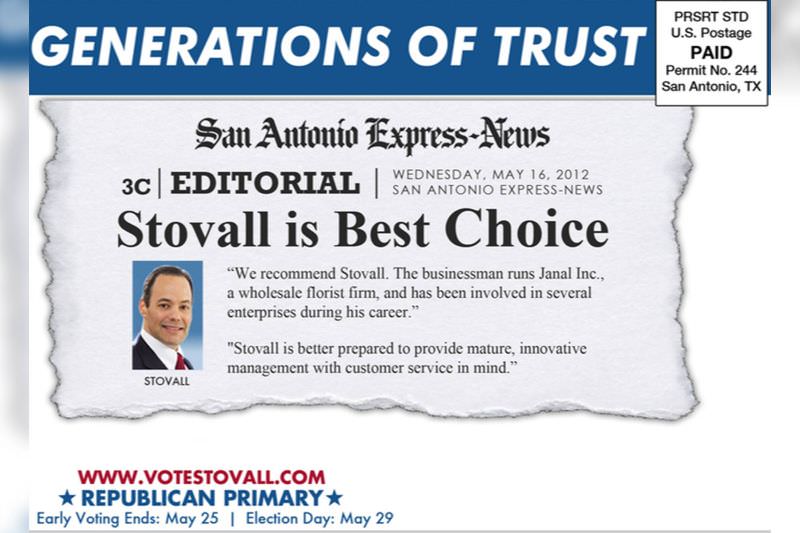 GENERATIONS OF TRUST
PRSRT STD
U.S. Postage
PAID
Permit No. 244
San Antonio, TX
San Antonio Express-News
3C | EDITORIAL | WEDNESDAY, MAY 16, 2012
SAN ANTONIO EXPRESS-NEWS
Stovall is Best Choice
“We recommend Stovall. The businessman runs Janal Inc.,
a wholesale florist firm, and has been involved in several
enterprises during his career.”
"Stovall is better prepared to provide mature, innovative
management with customer service in mind.”
STOVALL
WWW.VOTESTOVALL.COM
★ REPUBLICAN PRIMARY ★
Early Voting Ends: May 25 | Election Day: May 29